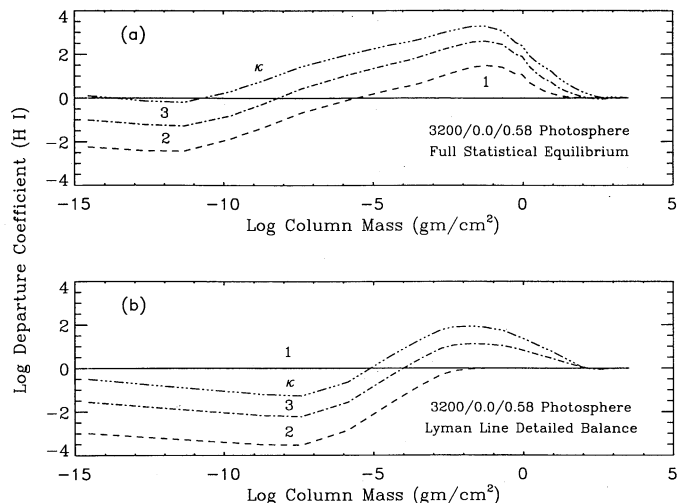 Log Departure Coefficient (H I)
(a)
4
2
0
-2
-4
κ
3
2
1
3200/0.0/0.58 Photosphere
Full Statistical Equilibrium
-15 -10 -5 0 5
Log Column Mass (gm/cm²)
(b)
4
2
0
-2
-4
1
κ
3
2
3200/0.0/0.58 Photosphere
Lyman Line Detailed Balance
-15 -10 -5 0 5
Log Column Mass (gm/cm²)